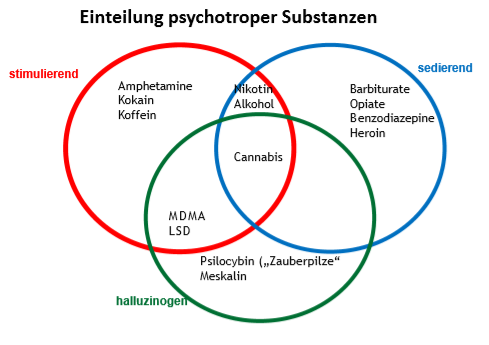 Einteilung psychotroper Substanzen
stimulierend
sedierend
Amphetamine
Kokain
Koffein
Nikotin
Alkohol
Barbiturate
Opiate
Benzodiazepine
Heroin
Cannabis
MDMA
LSD
Psilocybin („Zauberpilze“
Meskalin
halluzinogen